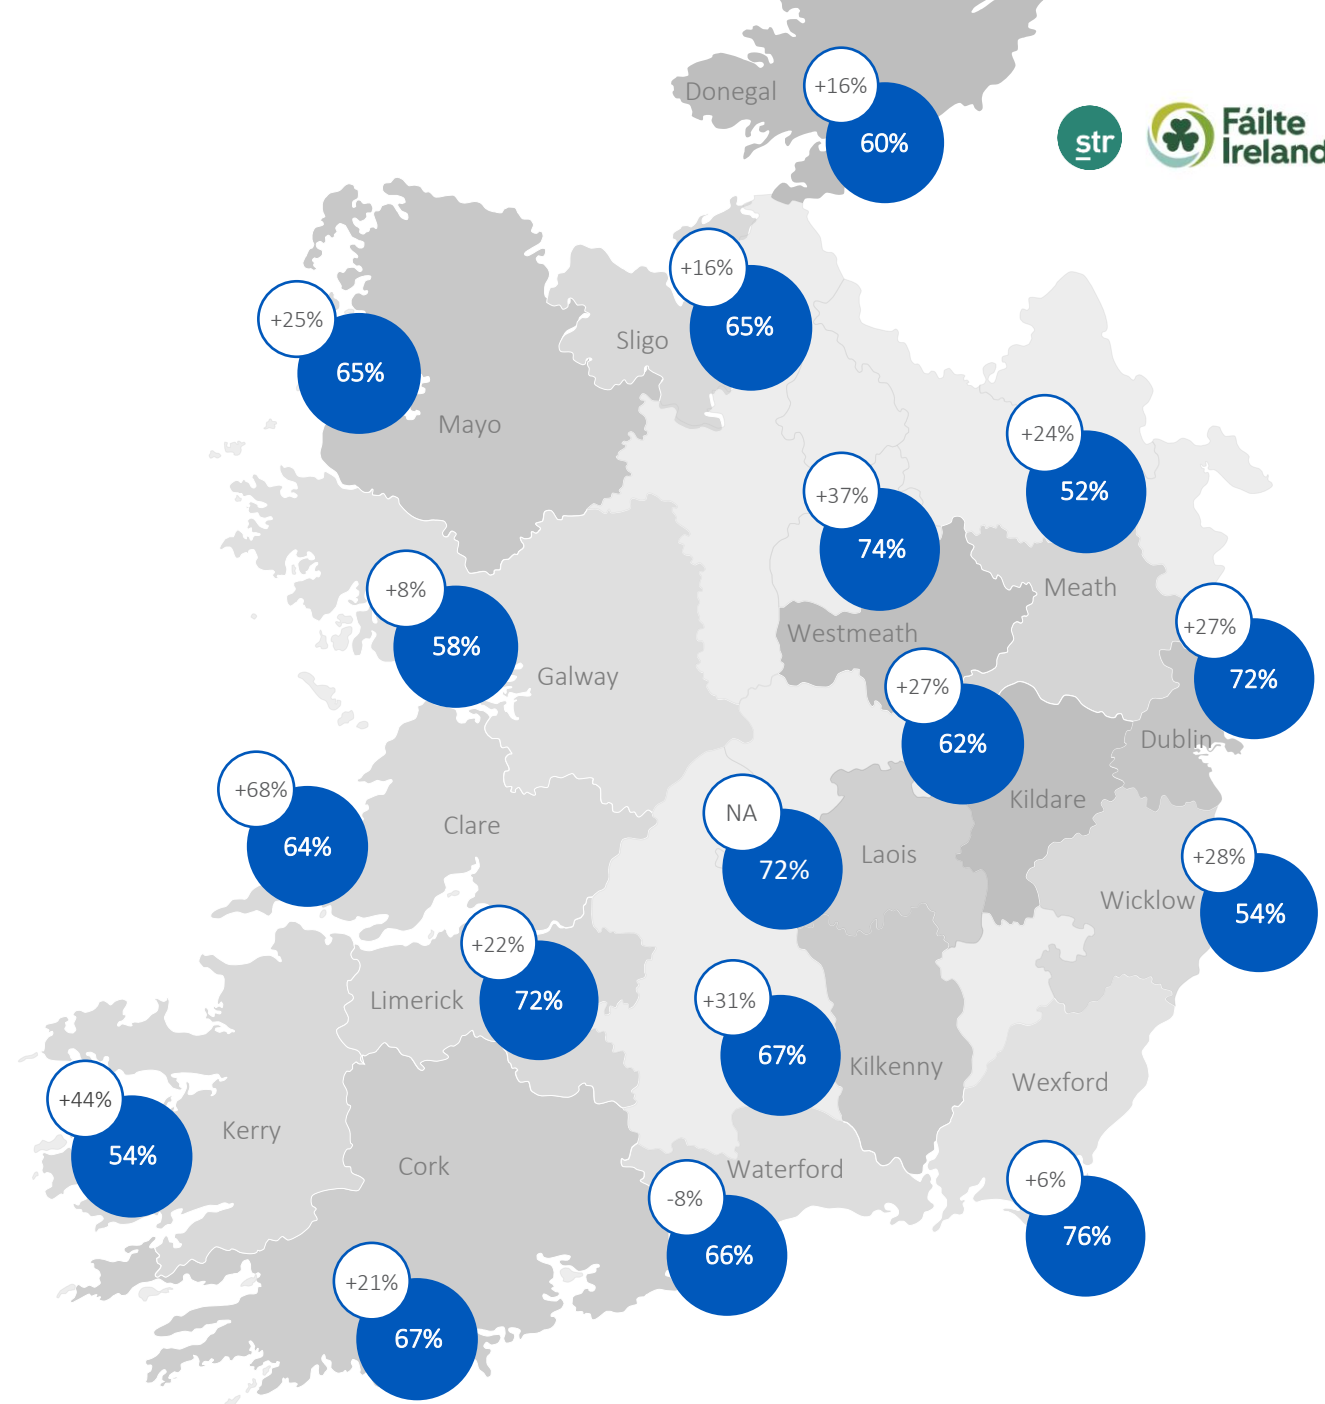 Donegal
+16%
60%
str
Fáilte
Ireland
+16%
65%
Sligo
+25%
65%
Mayo
+24%
52%
Meath
+37%
74%
Westmeath
+8%
58%
Galway
+27%
72%
Dublin
+27%
62%
Kildare
+68%
64%
Clare
NA
72%
Laois
+28%
54%
Wicklow
+22%
72%
Limerick
+31%
67%
Kilkenny
Wexford
+6%
76%
+44%
54%
Kerry
Cork
+21%
67%
Waterford
-8%
66%